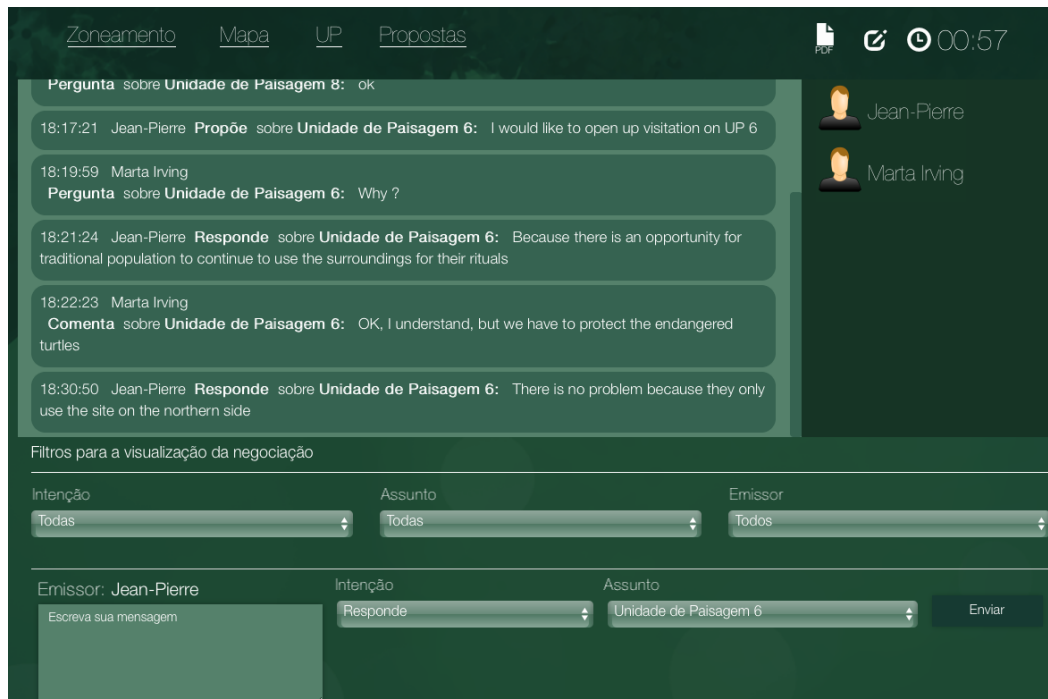 Zoneamento Mapa UP Propostas PDF 00:57
Pergunta sobre Unidade de Paisagem 8: ok
Jean-Pierre
18:17:21 Jean-Pierre Propõe sobre Unidade de Paisagem 6: I would like to open up visitation on UP 6
18:19:59 Marta Irving
Marta Irving
Pergunta sobre Unidade de Paisagem 6: Why ?
18:21:24 Jean-Pierre Responde sobre Unidade de Paisagem 6: Because there is an opportunity for
traditional population to continue to use the surroundings for their rituals
18:22:23 Marta Irving
Comenta sobre Unidade de Paisagem 6: OK, I understand, but we have to protect the endangered
turtles
18:30:50 Jean-Pierre Responde sobre Unidade de Paisagem 6: There is no problem because they only
use the site on the northern side
Filtros para a visualização da negociação
Intenção Assunto Emissor
Todas Todas Todos
Emissor: Jean-Pierre Intenção Assunto
Escreva sua mensagem Responde Unidade de Paisagem 6 Enviar